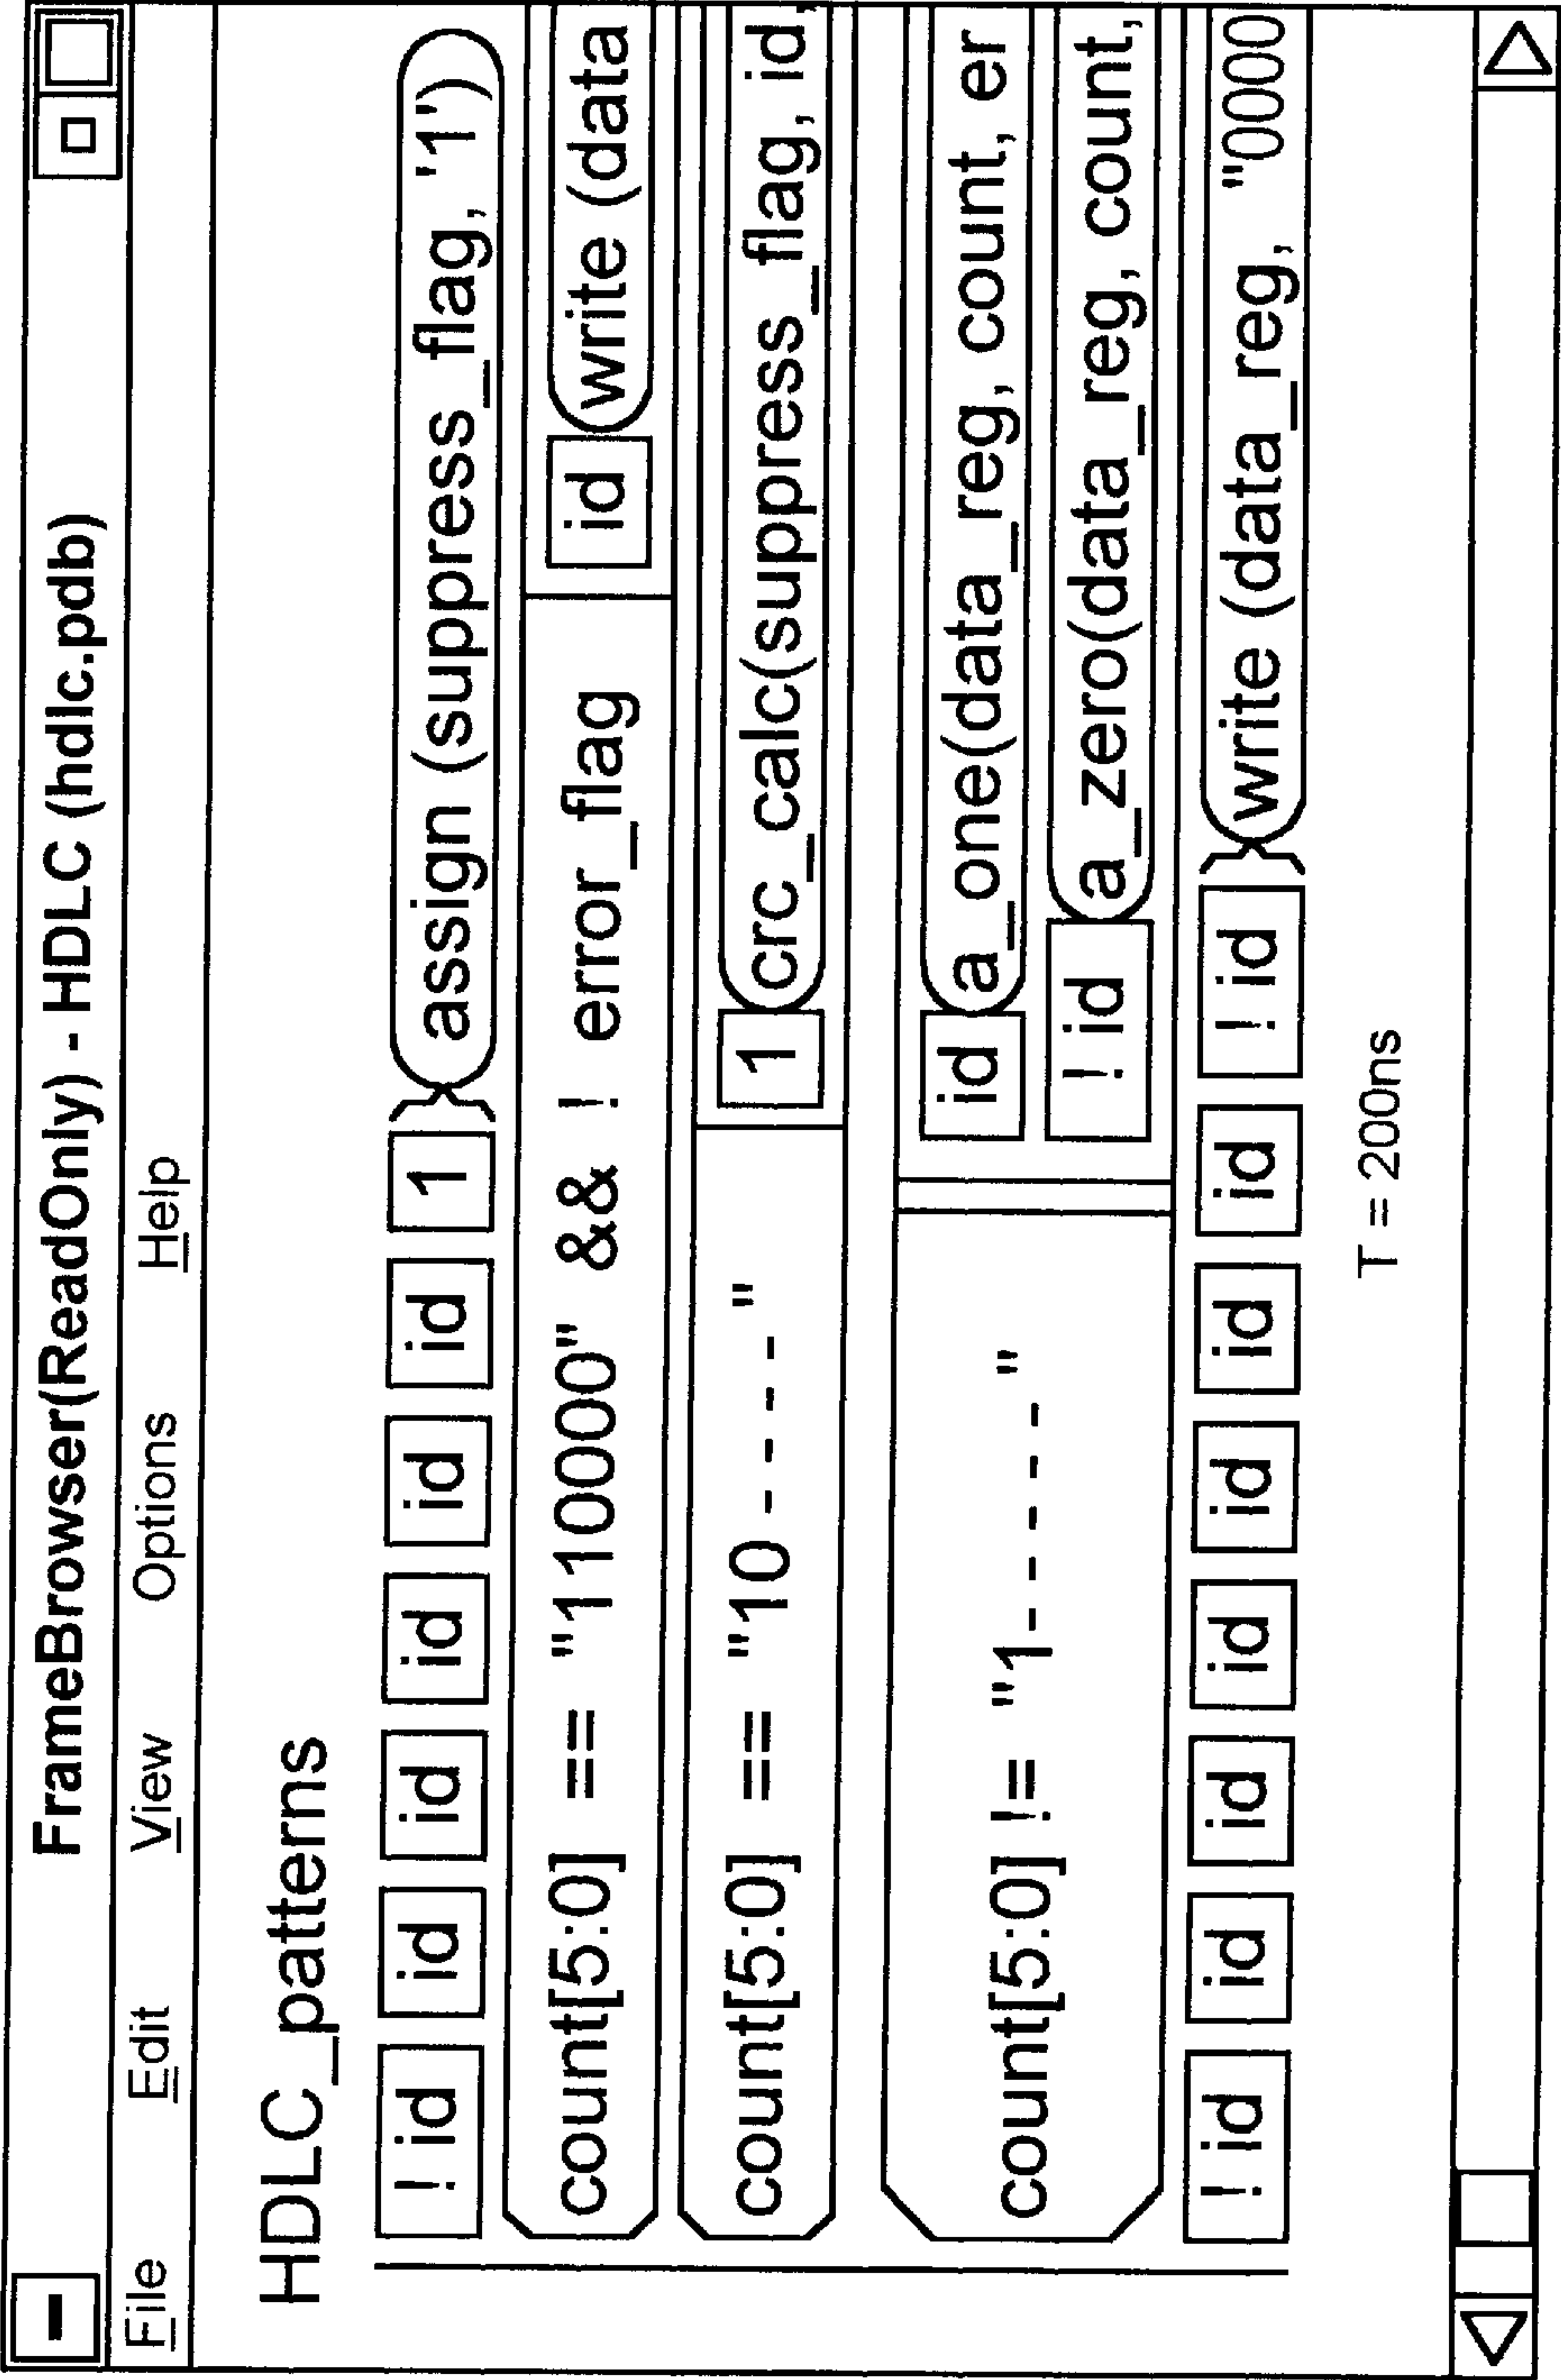 FrameBrowser(ReadOnly) - HDLC (hdlc.pdb)
File Edit View Options Help
HDLC_patterns
! id id id id id id id 1 assign (suppress_flag, '1')
count[5:0] == "110000" && ! error_flag id write (data
count[5:0] == "10 - - - - " 1 crc_calc(suppress_flag, id,
count[5:0] != "1- - - - - " id a_one(data_reg, count, er
! id a_zero(data_reg, count,
! id id id id id id id ! id write (data_reg, "0000
T = 200ns